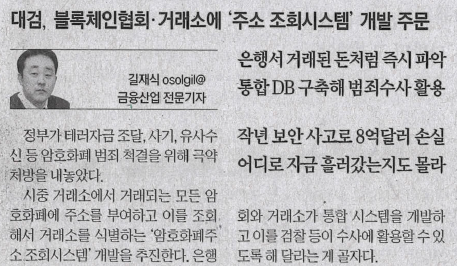 대검, 블록체인협회·거래소에 ‘주소 조회시스템’ 개발 주문
길재식 osolgil@
금융산업 전문기자
은행서 거래된 돈처럼 즉시 파악
통합 DB 구축해 범죄수사 활용
작년 보안 사고로 8억달러 손실
어디로 자금 흘러갔는지도 몰라
정부가 테러자금 조달, 사기, 유사수
신 등 암호화폐 범죄 척결을 위해 극약
처방을 내놓았다.
시중 거래소에서 거래되는 모든 암
호화폐에 주소를 부여하고 이를 조회
해서 거래소를 식별하는 ‘암호화폐주
소 조회시스템’ 개발을 추진한다. 은행
회와 거래소가 통합 시스템을 개발하
고 이를 검찰 등이 수사에 활용할 수 있
도록 해 달라는 게 골자다.